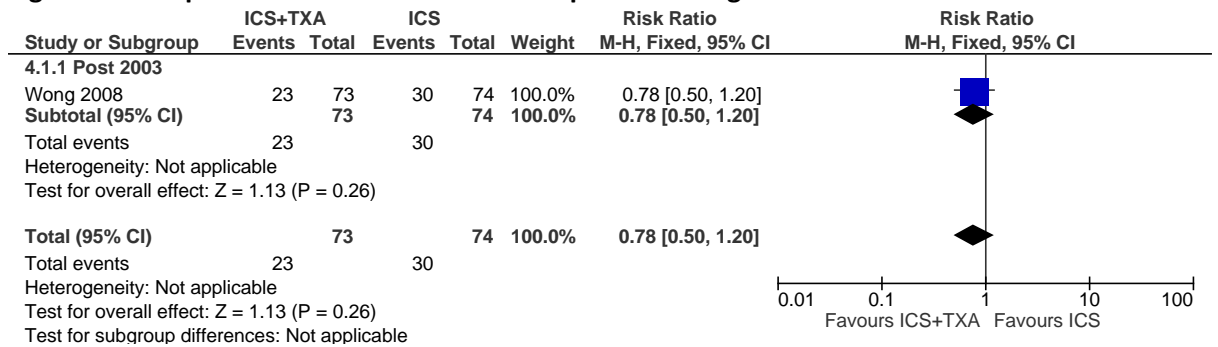 ICS+TXA ICS Risk Ratio Risk Ratio
Study or Subgroup Events Total Events Total Weight M-H, Fixed, 95% CI M-H, Fixed, 95% CI
4.1.1 Post 2003
Wong 2008 23 73 30 74 100.0% 0.78 [0.50, 1.20]
Subtotal (95% CI) 73 74 100.0% 0.78 [0.50, 1.20]
Total events 23 30
Heterogeneity: Not applicable
Test for overall effect: Z = 1.13 (P = 0.26)
Total (95% CI) 73 74 100.0% 0.78 [0.50, 1.20]
Total events 23 30
Heterogeneity: Not applicable
Test for overall effect: Z = 1.13 (P = 0.26)
Test for subgroup differences: Not applicable
0.01 0.1 1 10 100
Favours ICS+TXA Favours ICS